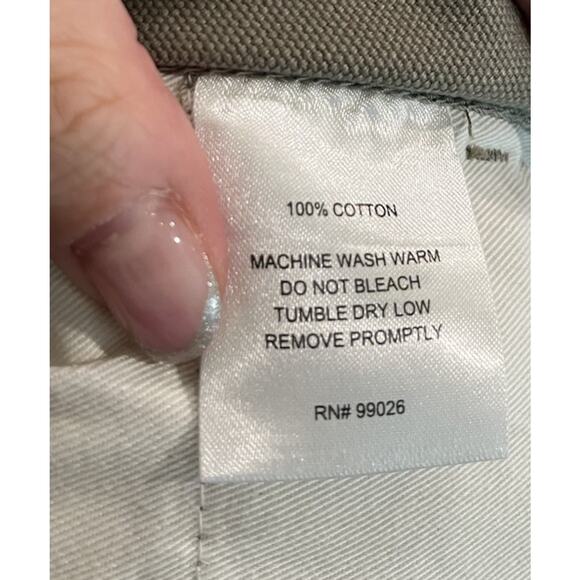 100% COTTON
MACHINE WASH WARM
DO NOT BLEACH
TUMBLE DRY LOW
REMOVE PROMPTLY
RN# 99026